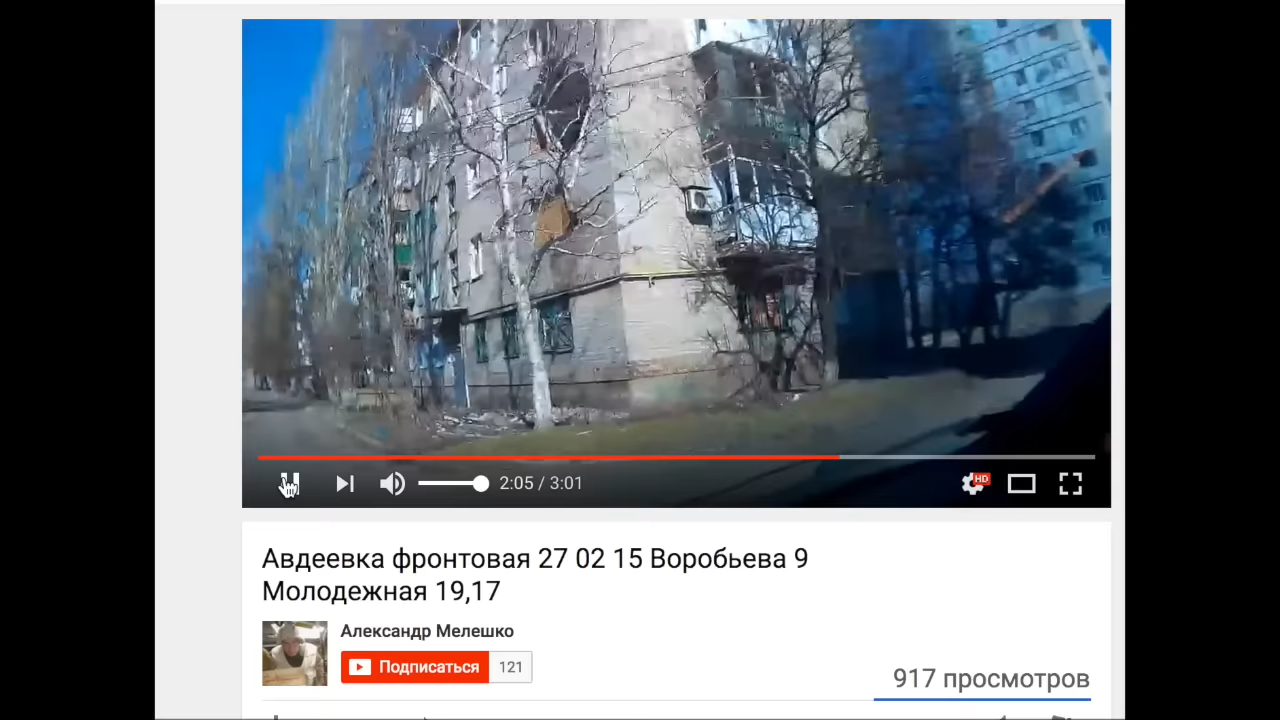 HD
2:05 / 3:01
Авдеевка фронтовая 27 02 15 Воробьева 9
Молодежная 19,17
Александр Мелешко
Подписаться 121
917 просмотров